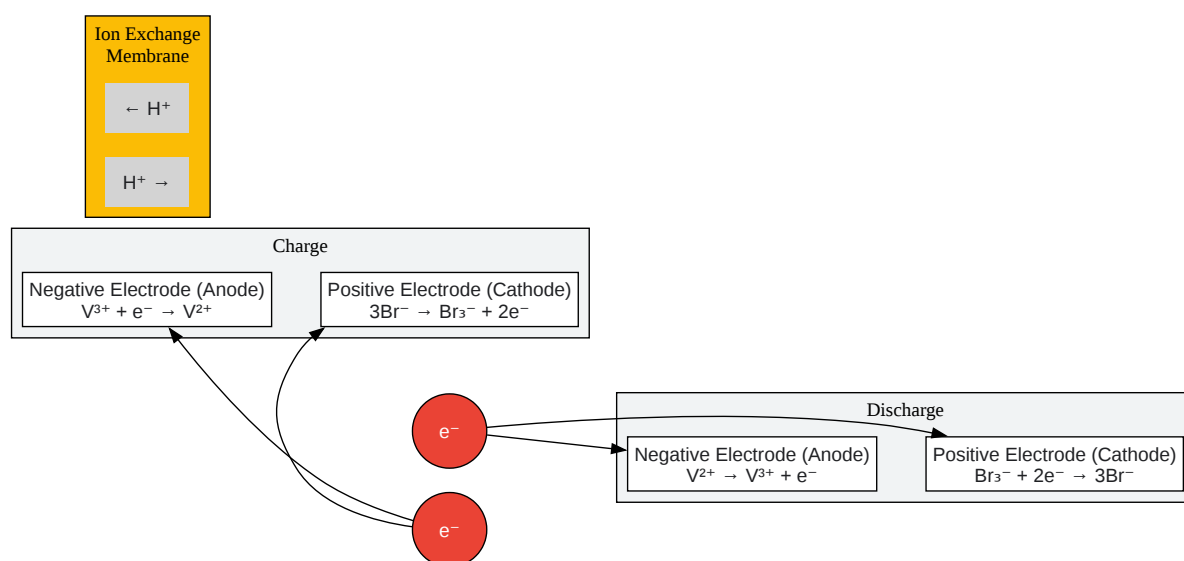 Ion Exchange
Membrane
← H⁺
H⁺ →
Charge
Negative Electrode (Anode)
V³⁺ + e⁻ → V²⁺
Positive Electrode (Cathode)
3Br⁻ → Br₃⁻ + 2e⁻
e⁻
Discharge
Negative Electrode (Anode)
V²⁺ → V³⁺ + e⁻
Positive Electrode (Cathode)
Br₃⁻ + 2e⁻ → 3Br⁻
e⁻